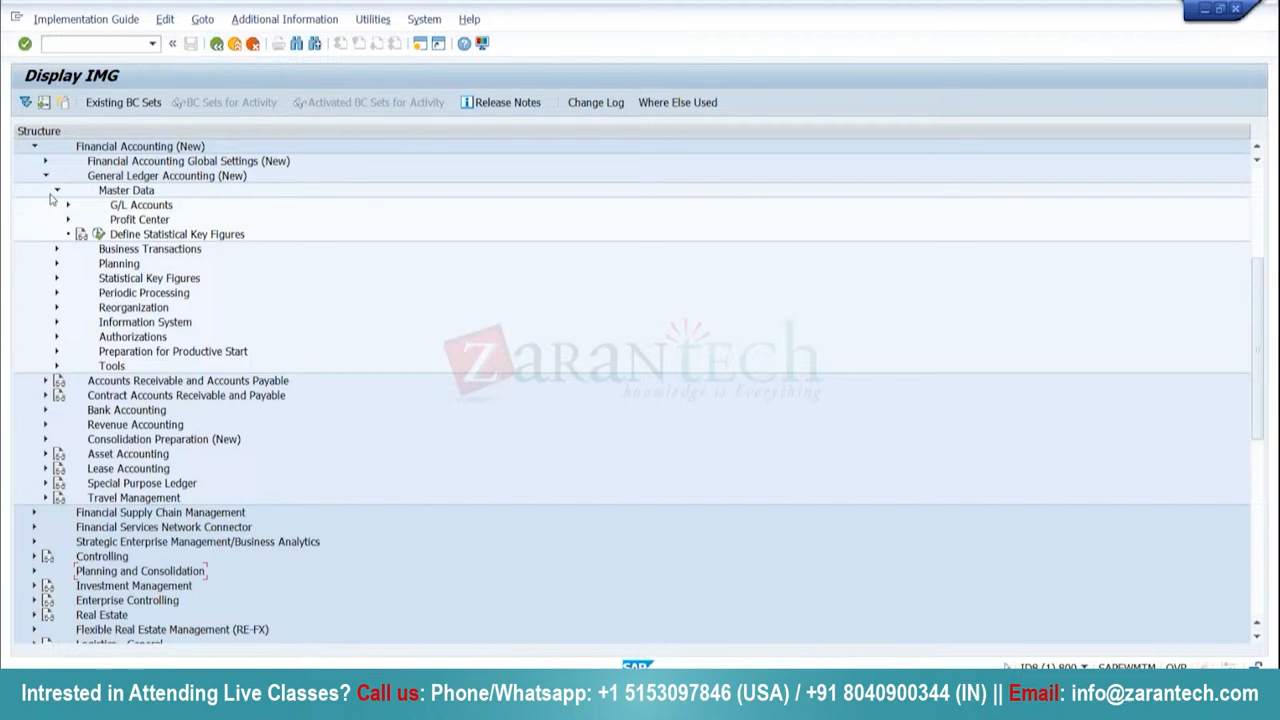 Implementation Guide Edit Goto Additional Information Utilities System Help
Display IMG
Existing BC Sets BC Sets for Activity Activated BC Sets for Activity Release Notes Change Log Where Else Used
Structure
Financial Accounting (New)
Financial Accounting Global Settings (New)
General Ledger Accounting (New)
Master Data
G/L Accounts
Profit Center
Define Statistical Key Figures
Business Transactions
Planning
Statistical Key Figures
Periodic Processing
Reorganization
Information System
Authorizations
Preparation for Productive Start
Tools
Accounts Receivable and Accounts Payable
Contract Accounts Receivable and Payable
Bank Accounting
Revenue Accounting
Consolidation Preparation (New)
Asset Accounting
Lease Accounting
Special Purpose Ledger
Travel Management
Financial Supply Chain Management
Financial Services Network Connector
Strategic Enterprise Management/Business Analytics
Controlling
Planning and Consolidation
Investment Management
Enterprise Controlling
Real Estate
Flexible Real Estate Management (RE-FX)
Logistics - General
ZaranTech
Knowledge is Everything
SAP
Intrested in Attending Live Classes? Call us: Phone/Whatsapp: +1 5153097846 (USA) / +91 8040900344 (IN) || Email: info@zarantech.com